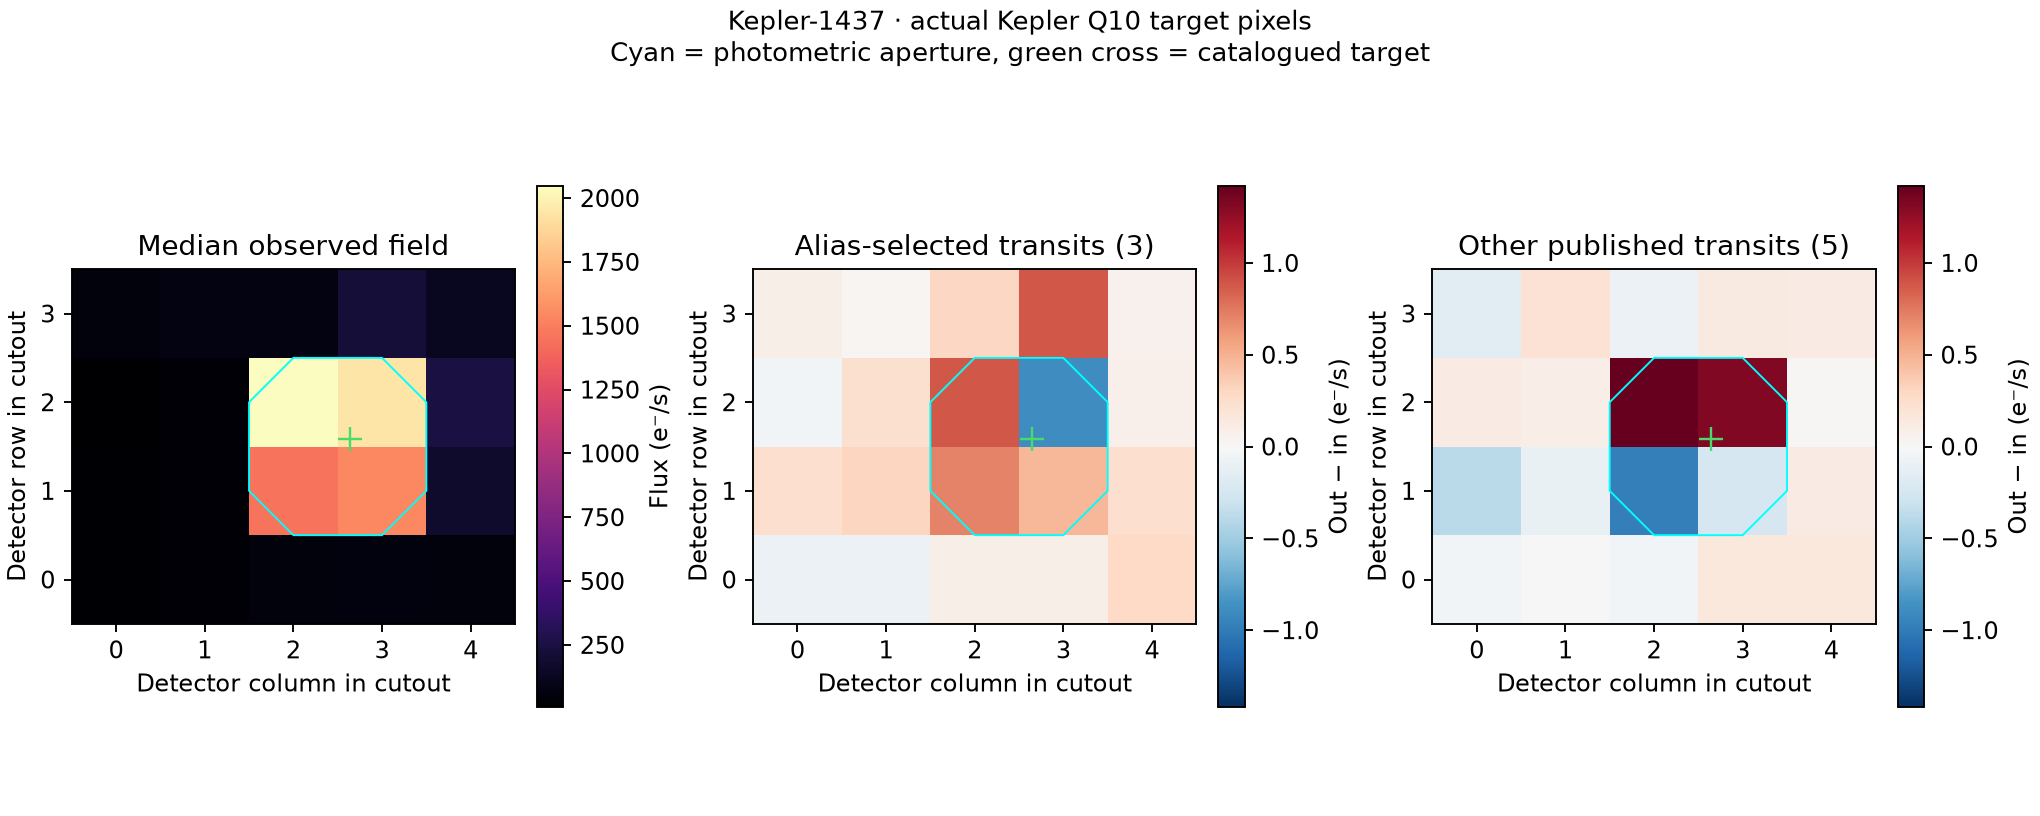 Kepler-1437 · actual Kepler Q10 target pixels
Cyan = photometric aperture, green cross = catalogued target
Median observed field
3
2
1
0
Detector row in cutout
0 1 2 3 4
Detector column in cutout
2000
1750
1500
1250
1000
750
500
250
Flux (e⁻/s)
Alias-selected transits (3)
3
2
1
0
Detector row in cutout
0 1 2 3 4
Detector column in cutout
1.0
0.5
0.0
−0.5
−1.0
Out − in (e⁻/s)
Other published transits (5)
3
2
1
0
Detector row in cutout
0 1 2 3 4
Detector column in cutout
1.0
0.5
0.0
−0.5
−1.0
Out − in (e⁻/s)